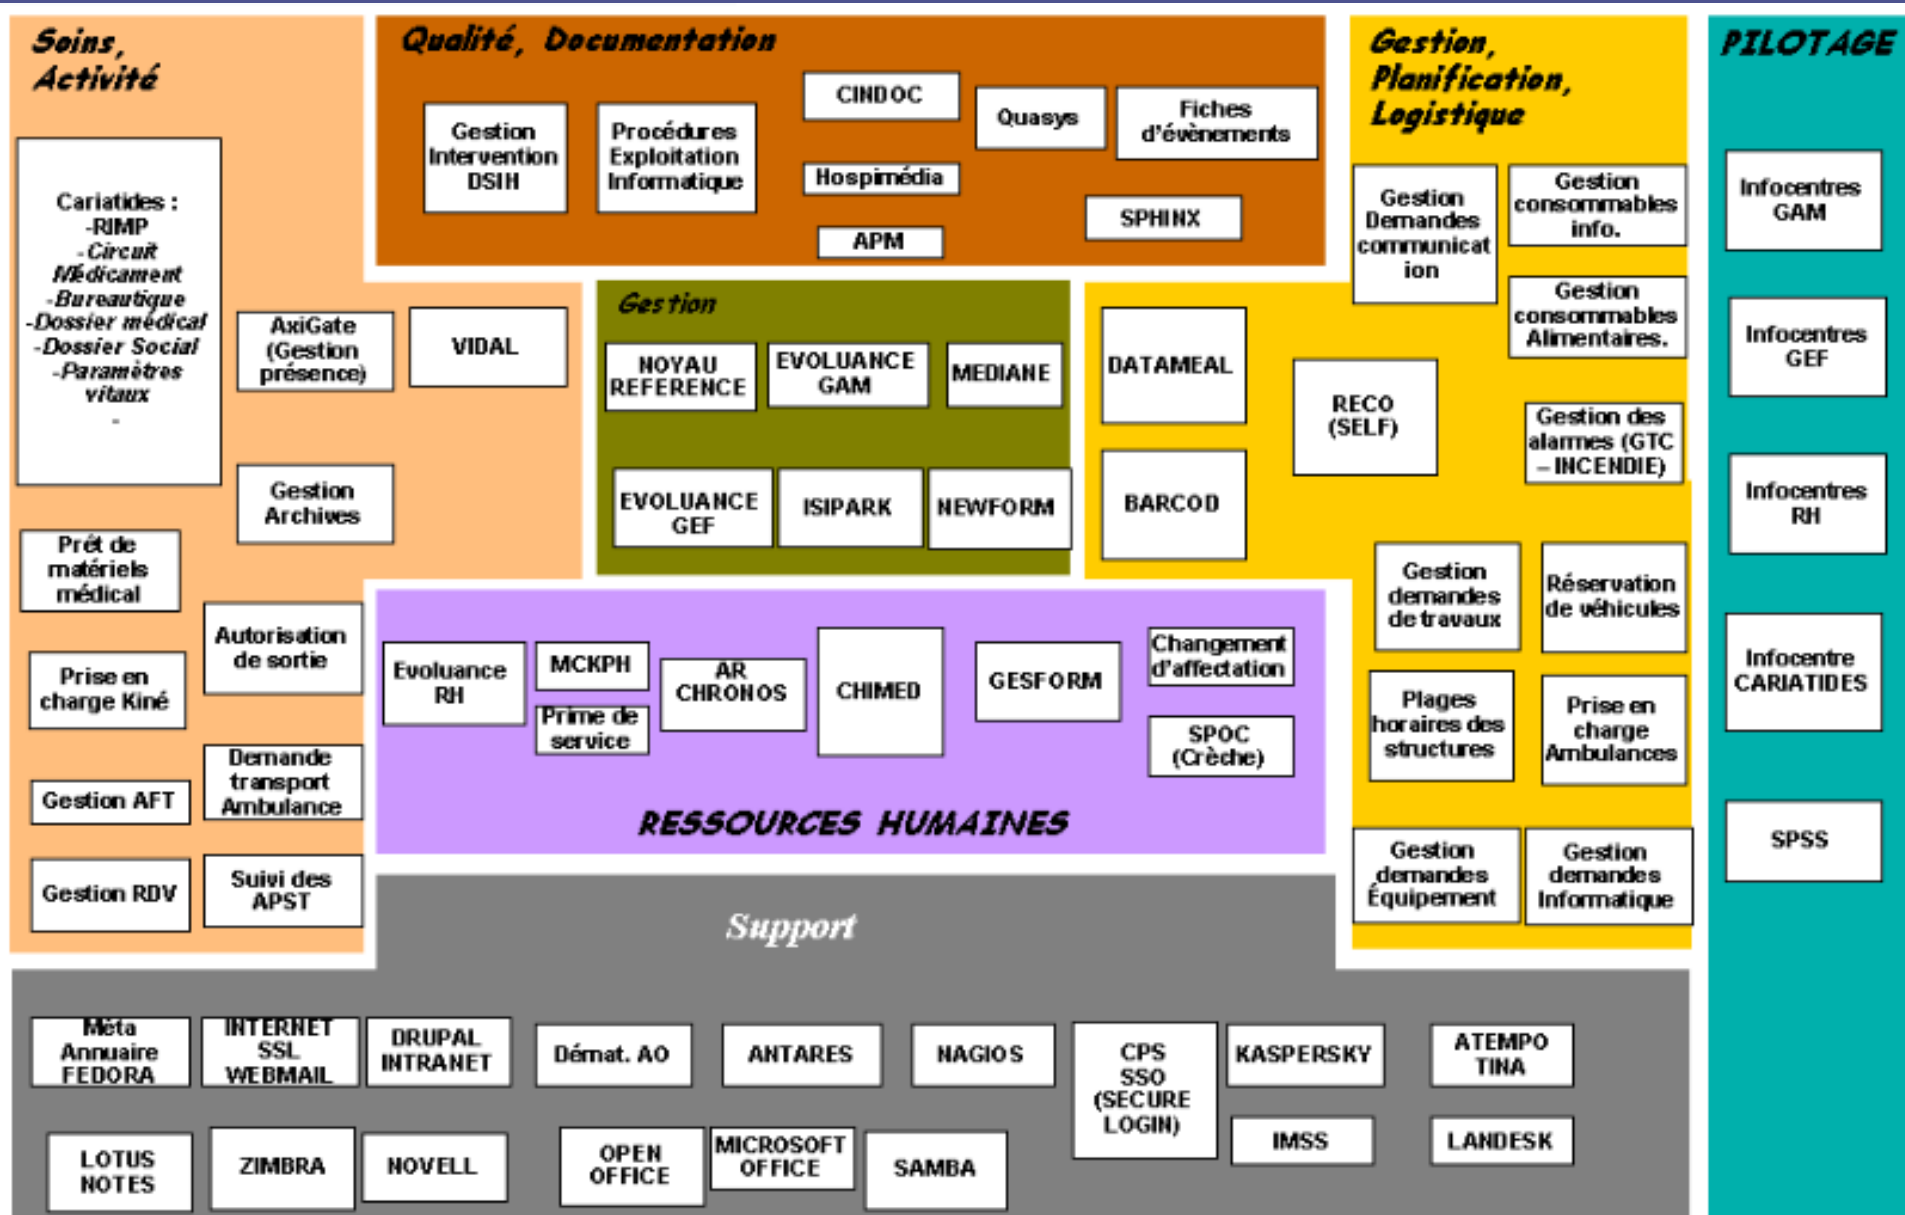 Soins,
Activité
Cariatides :
-RIMP
-Circuit
Médicament
-Bureautique
-Dossier médical
-Dossier Social
-Paramètres
vitaux
-
AxiGate
(Gestion
présence)
VIDAL
Gestion
Archives
Prêt de
matériels
médical
Autorisation
de sortie
Prise en
charge Kiné
Demande
transport
Ambulance
Gestion AFT
Gestion RDV
Suivi des
APST
Qualité, Documentation
Gestion
Intervention
DSIH
Procédures
Exploitation
Informatique
CINDOC
Hospimédia
APM
Quasys
Fiches
d'évènements
SPHINX
Gestion
NOYAU
REFERENCE
EVOLUANCE
GAM
MEDIANE
EVOLUANCE
GEF
ISIPARK
NEWFORM
Gestion,
Planification,
Logistique
Gestion
Demandes
communicat
ion
Gestion
consommables
info.
Gestion
consommables
Alimentaires.
DATAMEAL
RECO
(SELF)
Gestion des
alarmes (GTC
– INCENDIE)
BARCOD
Gestion
demandes
de travaux
Réservation
de véhicules
Plages
horaires des
structures
Prise en
charge
Ambulances
Gestion
demandes
Équipement
Gestion
demandes
Informatique
Evoluance
RH
MCKPH
Prime de
service
AR
CHRONOS
CHIMED
GESFORM
Changement
d'affectation
SPOC
(Crèche)
RESSOURCES HUMAINES
Support
Méta
Annuaire
FEDORA
INTERNET
SSL
WEBMAIL
DRUPAL
INTRANET
Démat. AO
ANTARES
NAGIOS
CPS
SSO
(SECURE
LOGIN)
KASPERSKY
ATEMPO
TINA
LOTUS
NOTES
ZIMBRA
NOVELL
OPEN
OFFICE
MICROSOFT
OFFICE
SAMBA
IMSS
LANDESK
PILOTAGE
Infocentres
GAM
Infocentres
GEF
Infocentres
RH
Infocentre
CARIATIDES
SPSS